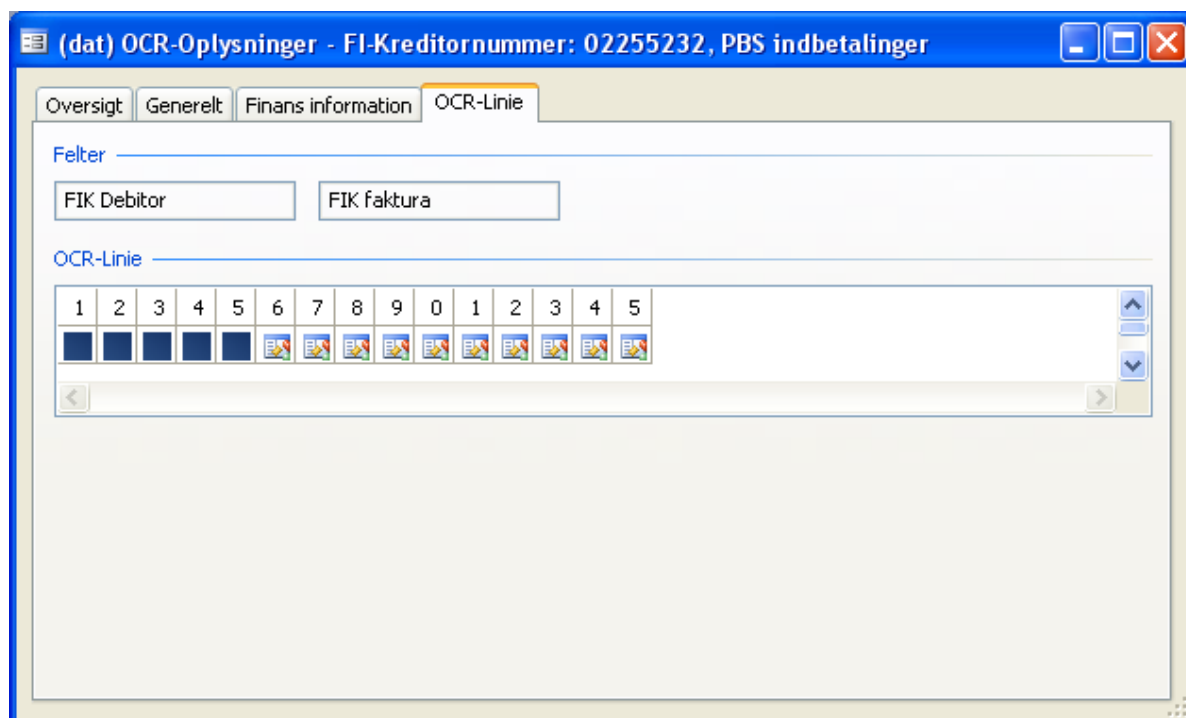 (dat) OCR-Oplysninger - FI-Kreditornummer: 02255232, PBS indbetalinger
Oversigt Generelt Finans information OCR-Linie
Felter
FIK Debitor FIK faktura
OCR-Linie
1 2 3 4 5 6 7 8 9 0 1 2 3 4 5